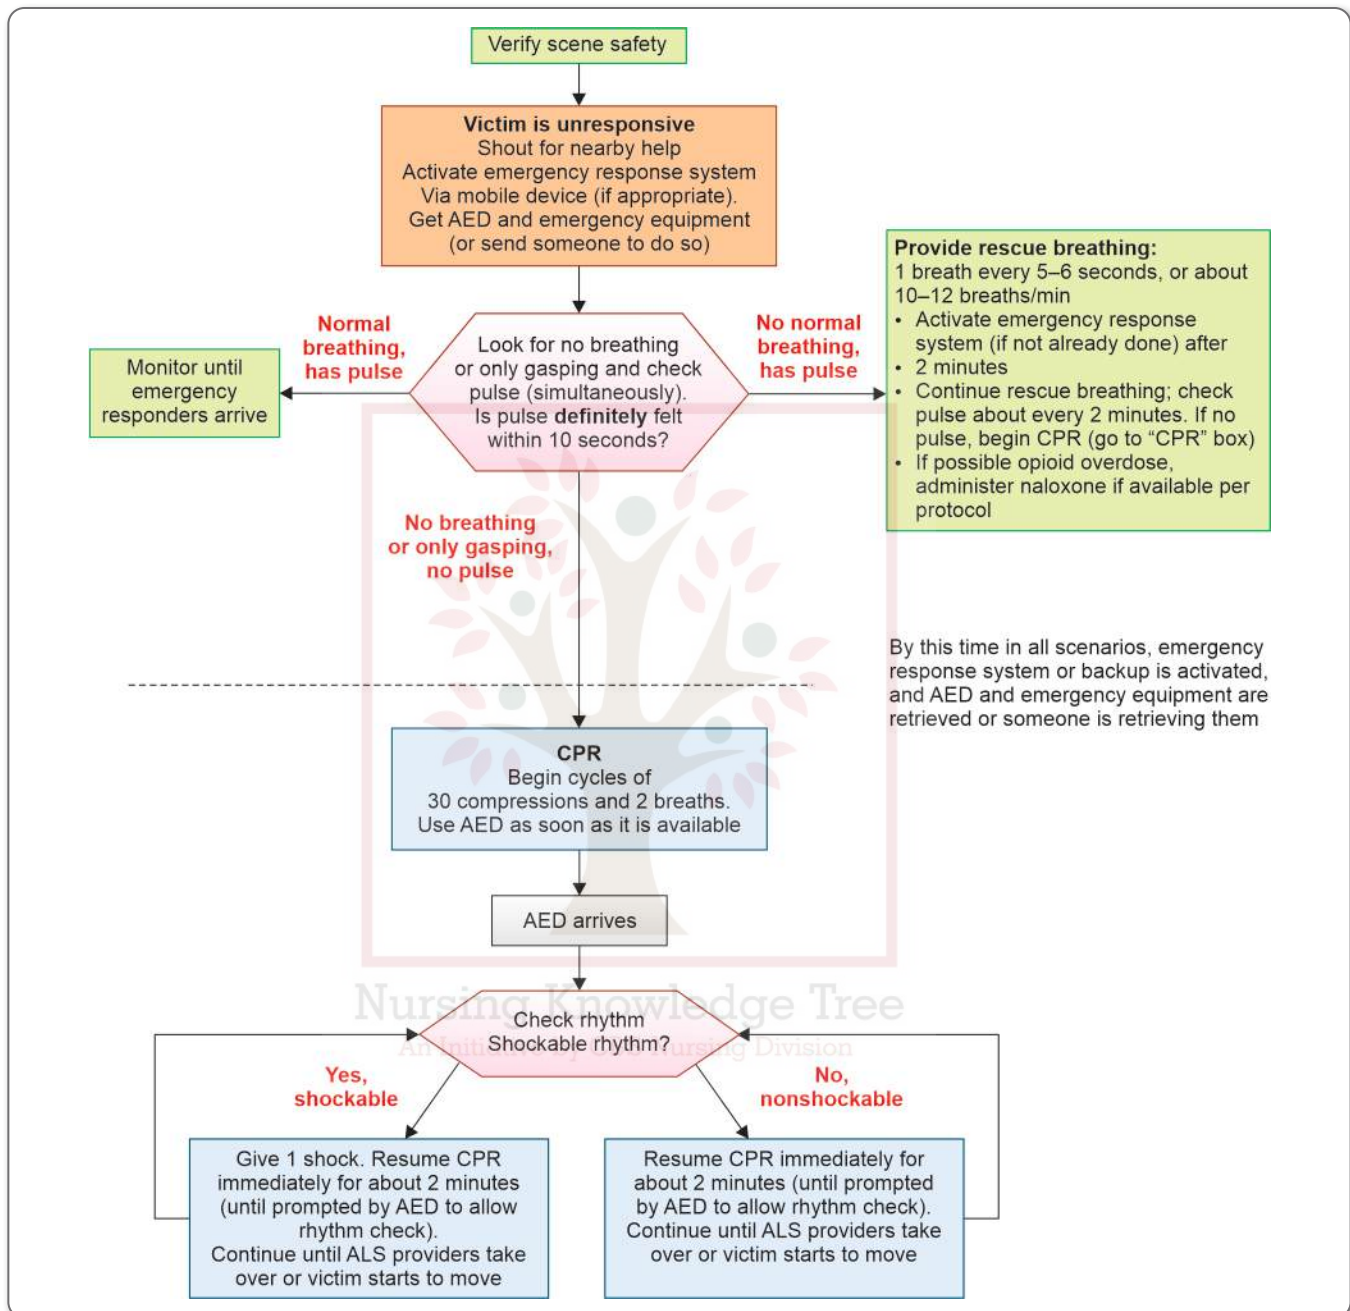 Verify scene safety
Victim is unresponsive
Shout for nearby help
Activate emergency response system
Via mobile device (if appropriate).
Get AED and emergency equipment
(or send someone to do so)
Normal
breathing,
has pulse
Monitor until
emergency
responders arrive
Look for no breathing
or only gasping and check
pulse (simultaneously).
Is pulse definitely felt
within 10 seconds?
No normal
breathing,
has pulse
Provide rescue breathing:
1 breath every 5–6 seconds, or about
10–12 breaths/min
• Activate emergency response
system (if not already done) after
• 2 minutes
• Continue rescue breathing; check
pulse about every 2 minutes. If no
pulse, begin CPR (go to “CPR” box)
• If possible opioid overdose,
administer naloxone if available per
protocol
No breathing
or only gasping,
no pulse
By this time in all scenarios, emergency
response system or backup is activated,
and AED and emergency equipment are
retrieved or someone is retrieving them
CPR
Begin cycles of
30 compressions and 2 breaths.
Use AED as soon as it is available
AED arrives
Nursing Knowledge Tree
An Initiative by Nursing Division
Check rhythm
Shockable rhythm?
Yes,
shockable
No,
nonshockable
Give 1 shock. Resume CPR
immediately for about 2 minutes
(until prompted by AED to allow
rhythm check).
Continue until ALS providers take
over or victim starts to move
Resume CPR immediately for
about 2 minutes (until prompted
by AED to allow rhythm check).
Continue until ALS providers take
over or victim starts to move